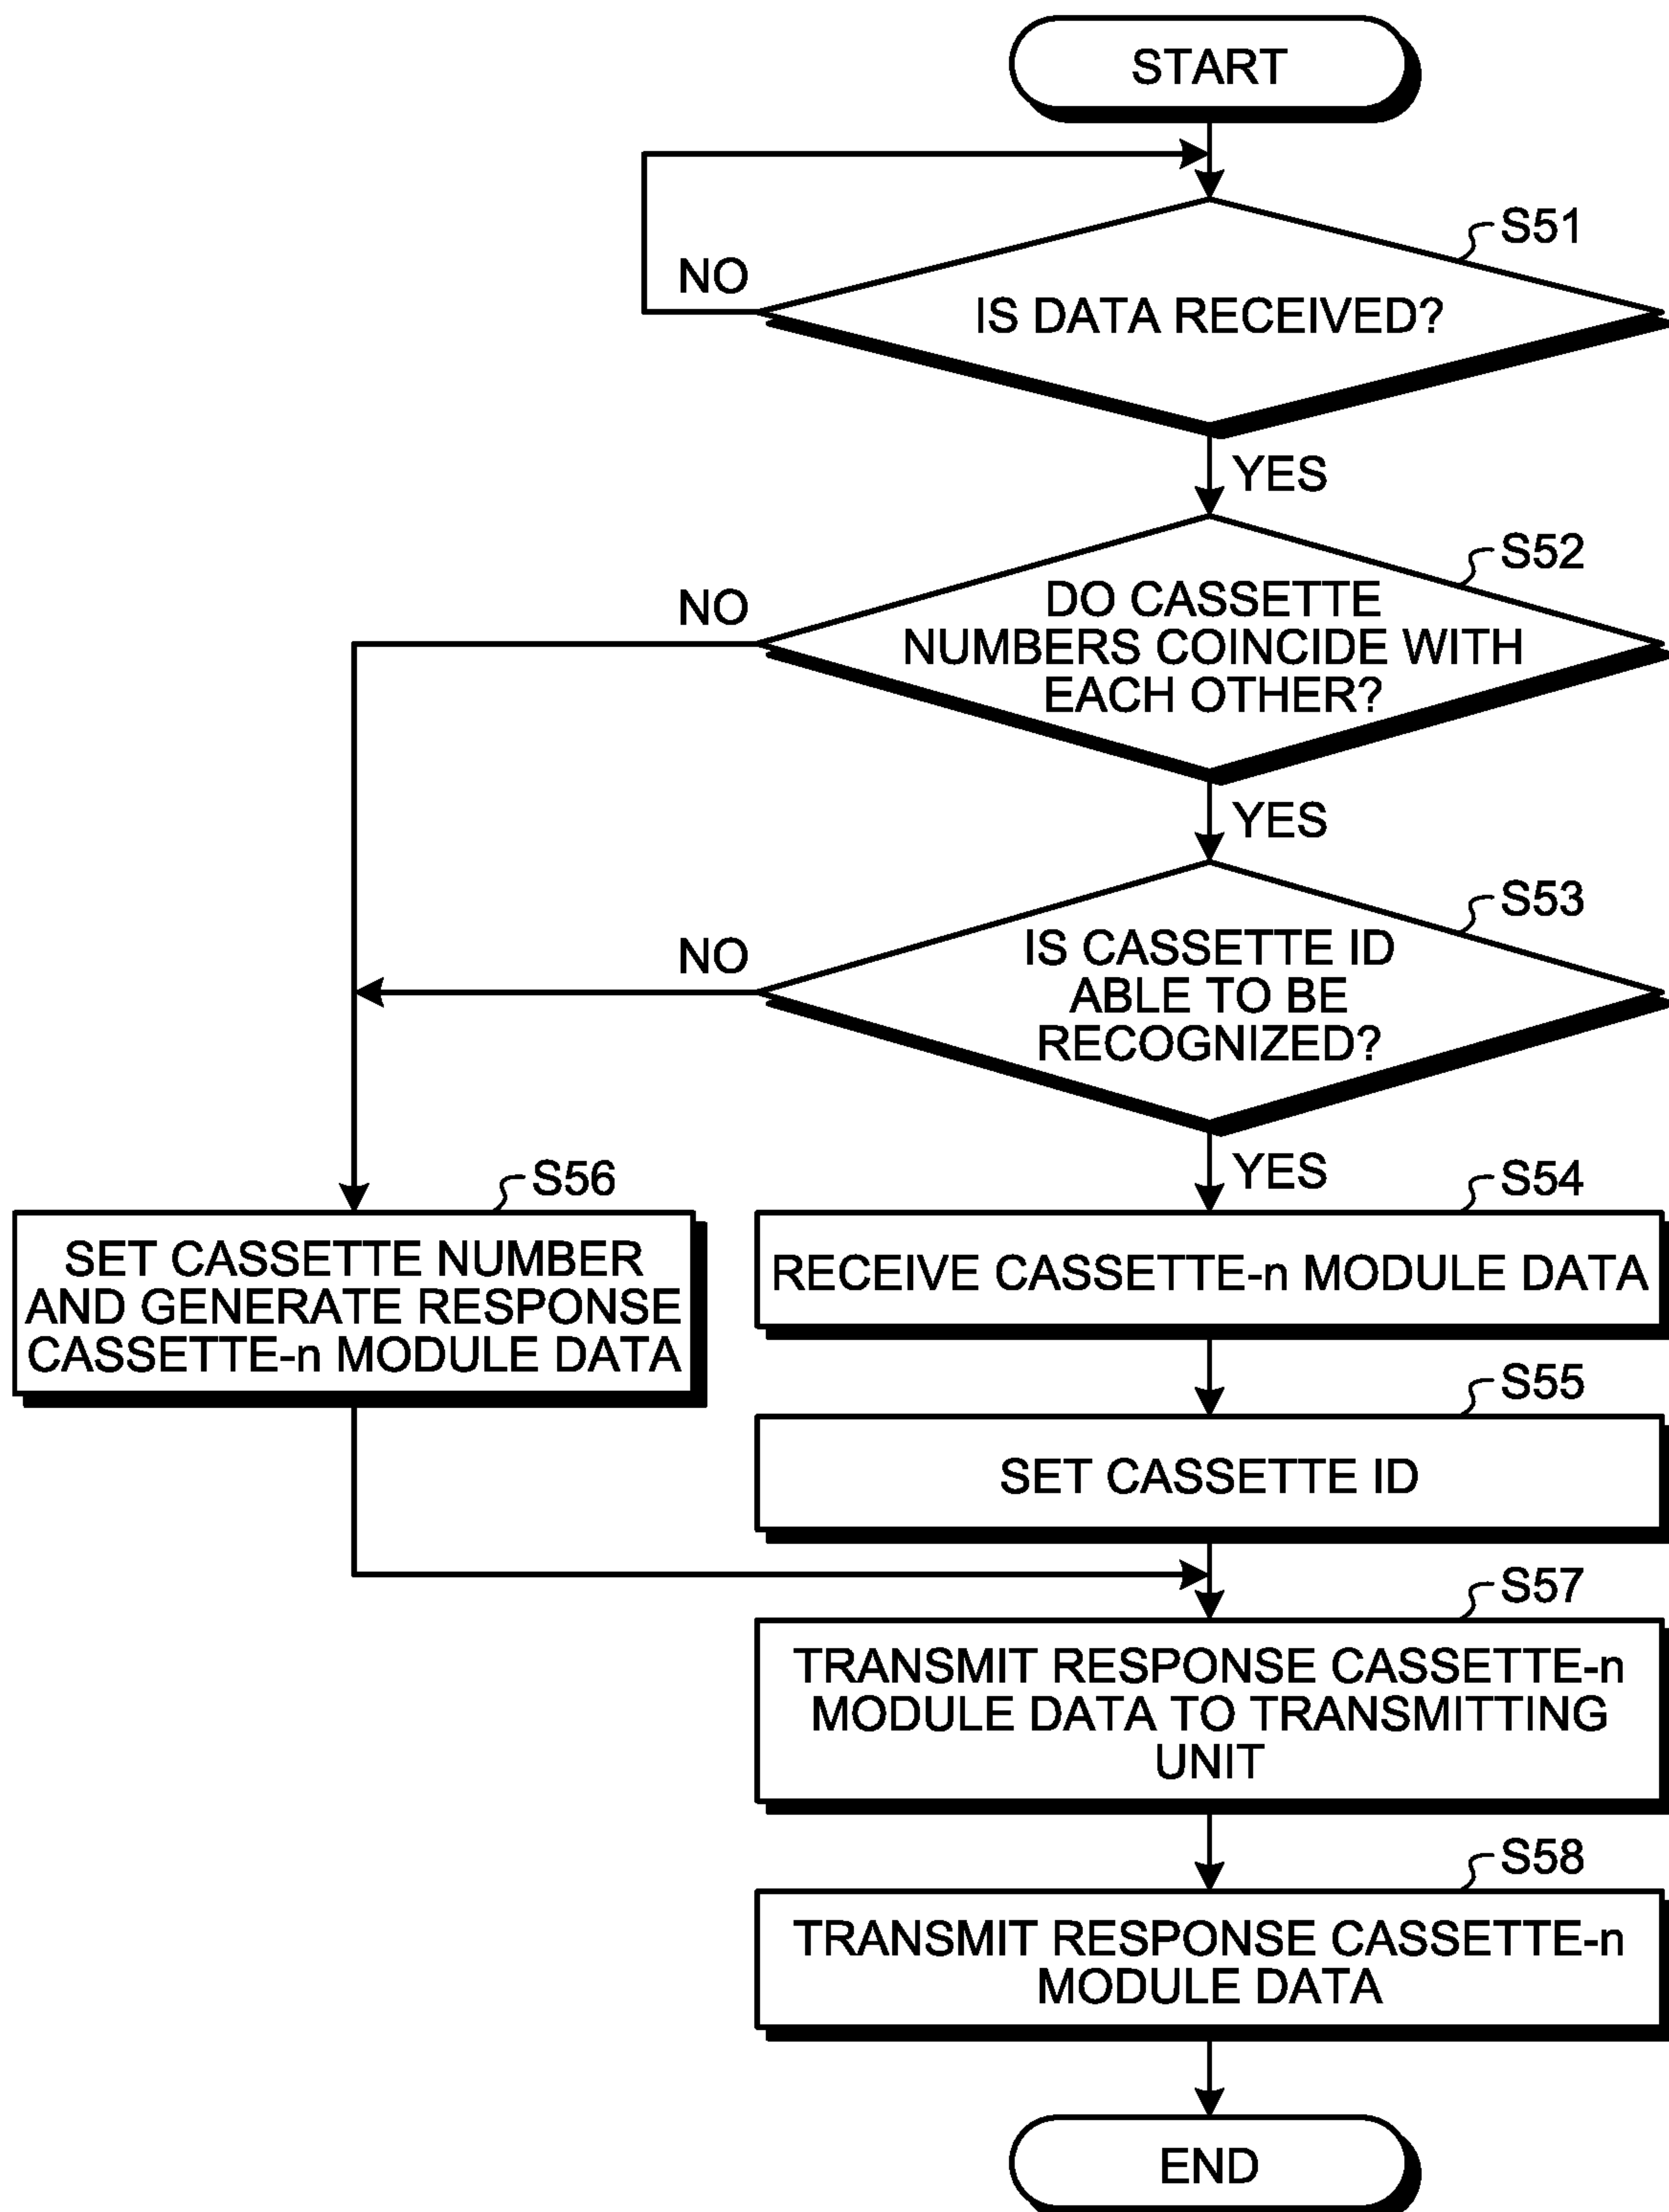 START
S51
NO
IS DATA RECEIVED?
YES
S52
NO
DO CASSETTE
NUMBERS COINCIDE WITH
EACH OTHER?
YES
S53
NO
IS CASSETTE ID
ABLE TO BE
RECOGNIZED?
YES
S56
SET CASSETTE NUMBER
AND GENERATE RESPONSE
CASSETTE-n MODULE DATA
S54
RECEIVE CASSETTE-n MODULE DATA
S55
SET CASSETTE ID
S57
TRANSMIT RESPONSE CASSETTE-n
MODULE DATA TO TRANSMITTING
UNIT
S58
TRANSMIT RESPONSE CASSETTE-n
MODULE DATA
END